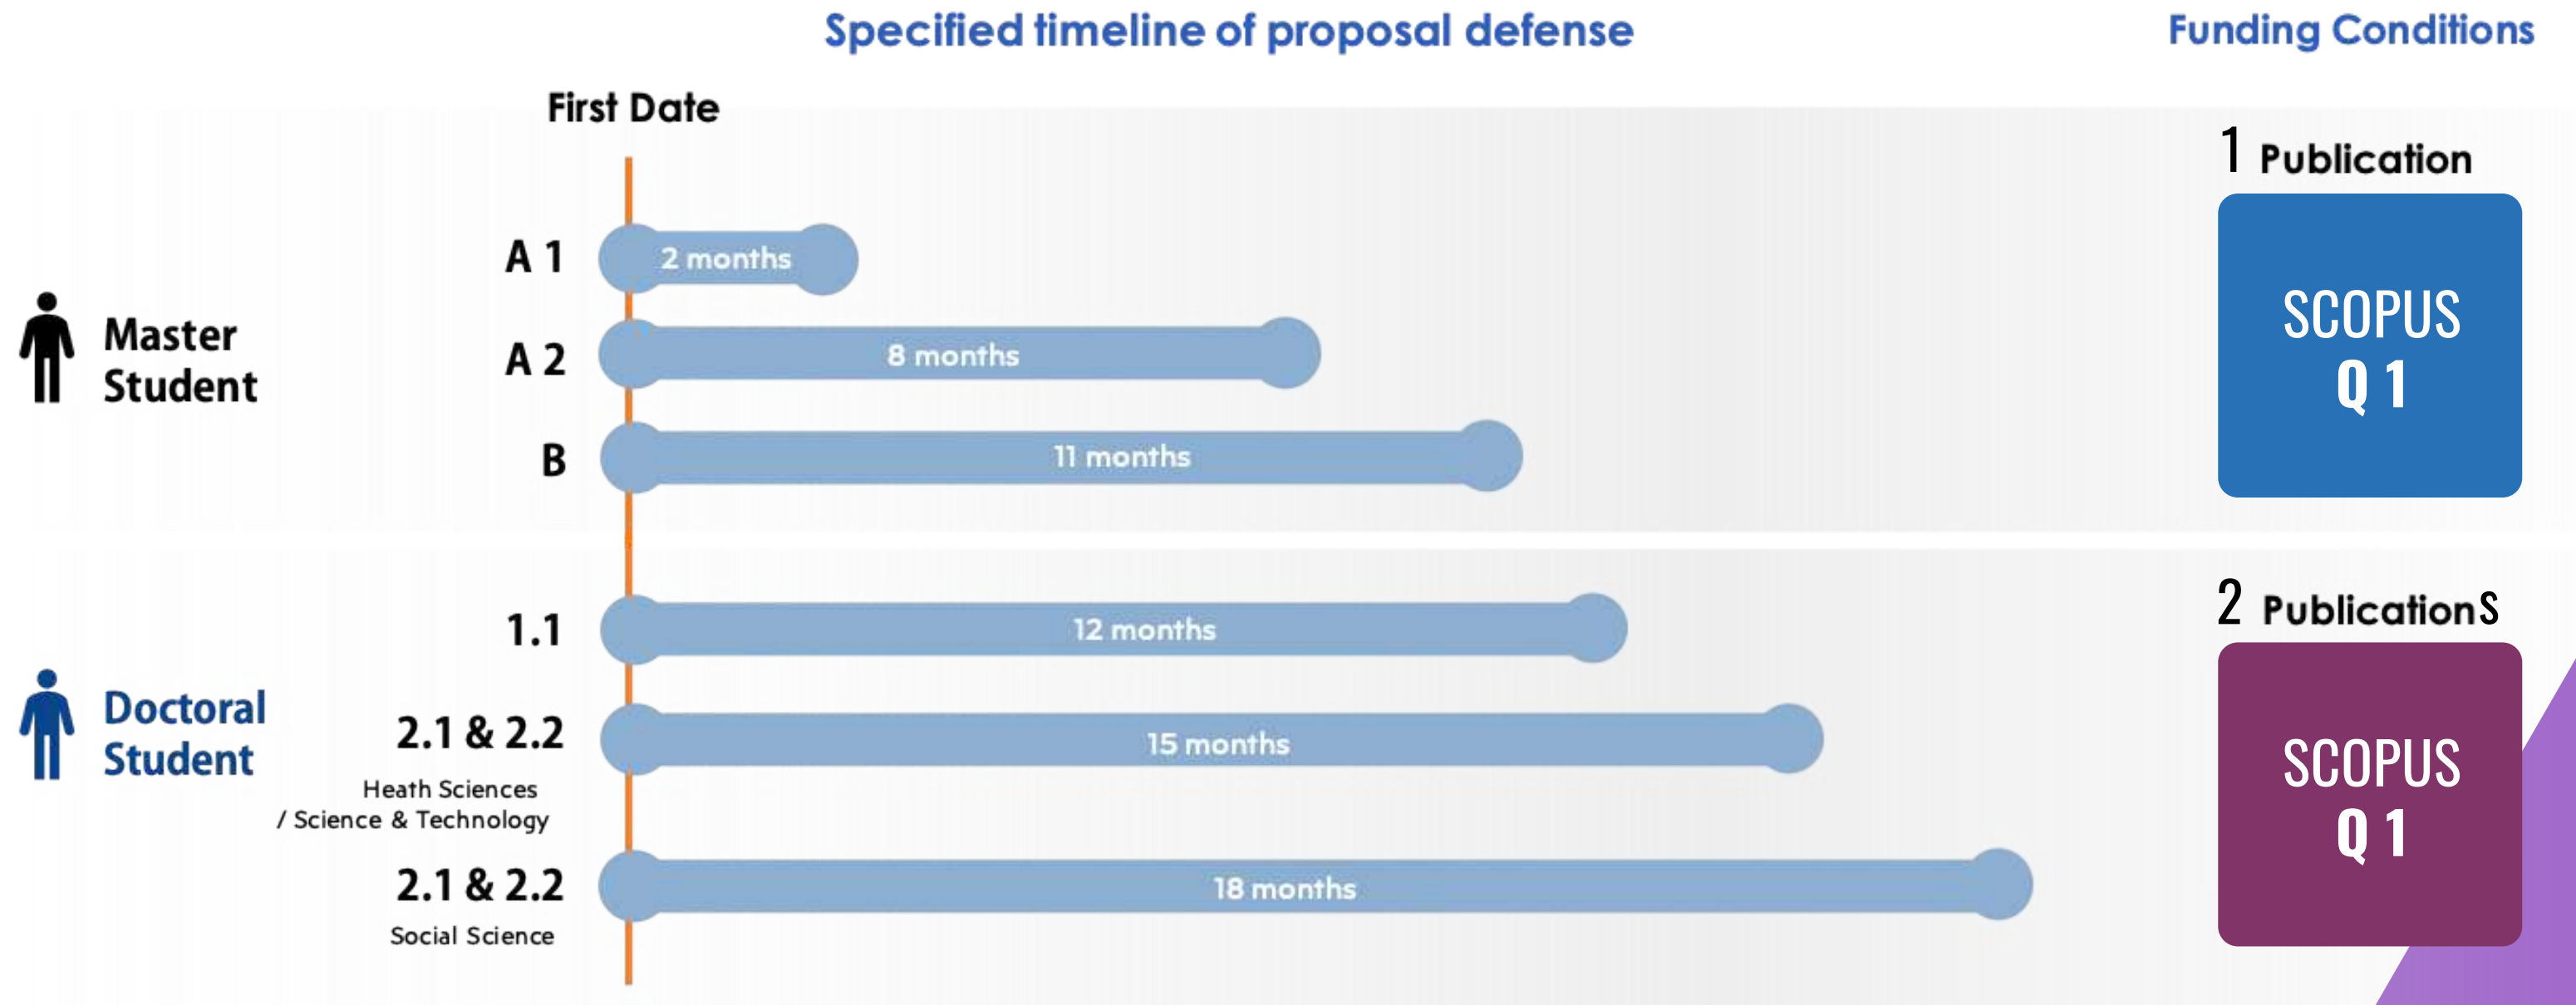 Specified timeline of proposal defense
Funding Conditions
First Date
1 Publication
A 1
2 months
Master
Student
A 2
8 months
B
11 months
SCOPUS
Q 1
1.1
12 months
2 Publications
Doctoral
Student
2.1 & 2.2
15 months
Heath Sciences
/ Science & Technology
2.1 & 2.2
18 months
Social Science
SCOPUS
Q 1